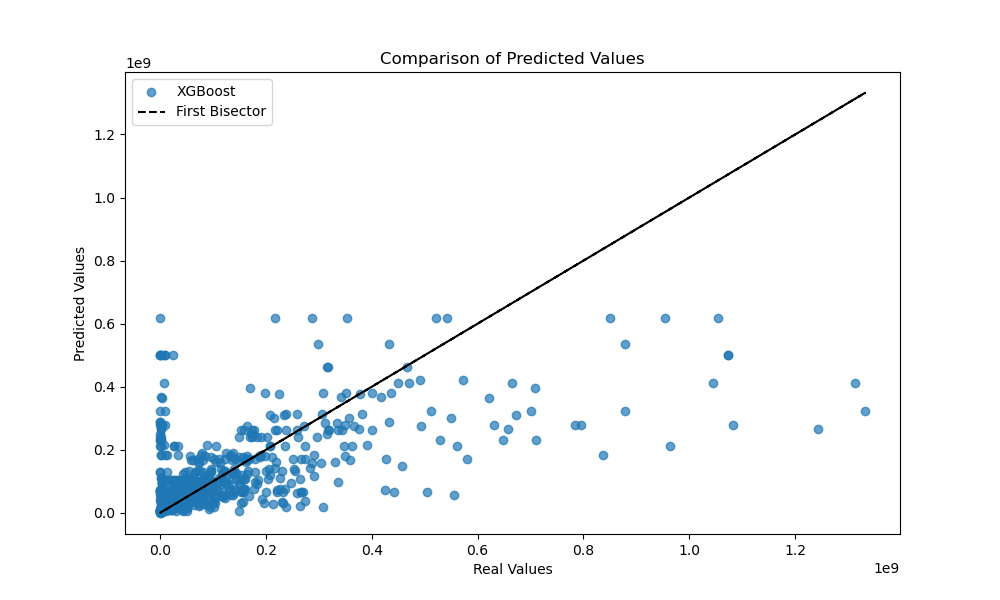 Comparison of Predicted Values
1e9
XGBoost
First Bisector
1.2
1.0
0.8
0.6
0.4
0.2
0.0
Predicted Values
0.0 0.2 0.4 0.6 0.8 1.0 1.2
Real Values
1e9